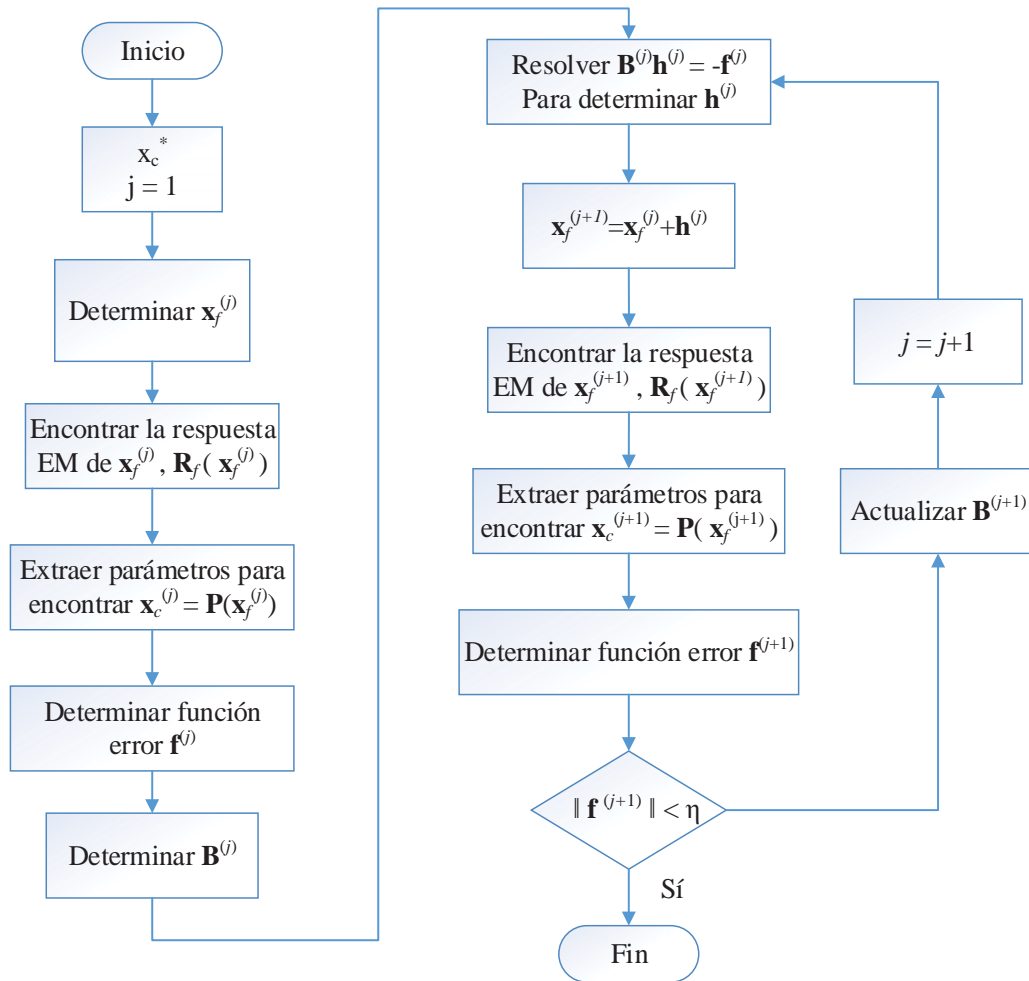 Inicio
x_c^*
j = 1
Determinar x_f^(j)
Encontrar la respuesta
EM de x_f^(j) , R_f( x_f^(j))
Extraer parámetros para
encontrar x_c^(j) = P(x_f^(j))
Determinar función
error f^(j)
Determinar B^(j)
Resolver B^(j)h^(j) = -f^(j)
Para determinar h^(j)
x_f^(j+1)=x_f^(j)+h^(j)
Encontrar la respuesta
EM de x_f^(j+1) , R_f( x_f^(j+1))
Extraer parámetros para
encontrar x_c^(j+1) = P( x_f^(j+1))
Determinar función error f^(j+1)
‖ f^(j+1) ‖ < η
Sí
Fin
Actualizar B^(j+1)
j = j+1